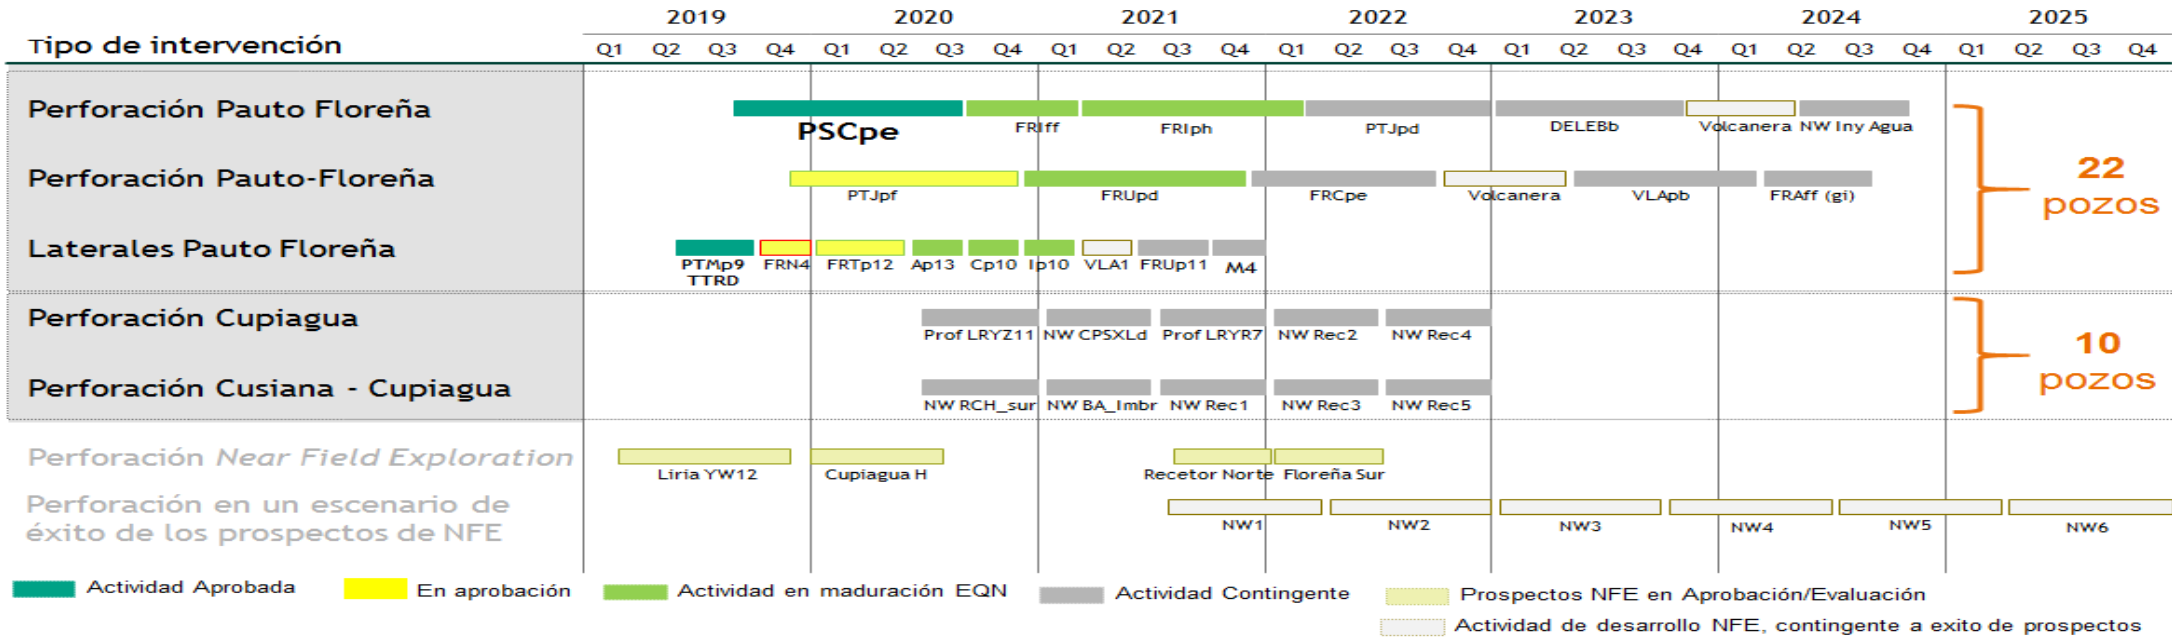 2019 2020 2021 2022 2023 2024 2025
Tipo de intervención
Q1 Q2 Q3 Q4 Q1 Q2 Q3 Q4 Q1 Q2 Q3 Q4 Q1 Q2 Q3 Q4 Q1 Q2 Q3 Q4 Q1 Q2 Q3 Q4 Q1 Q2 Q3 Q4
Perforación Pauto Floreña
PSCpe FRIff FRIph PTJpd DELEBb Volcanera NW Iny Agua
Perforación Pauto-Floreña
PTJpf FRUpd FRCpe Volcanera VLApb FRAff (gi)
22
pozos
Laterales Pauto Floreña
PTMp9 FRN4 FRTp12 Ap13 Cp10 Ip10 VLA1 FRUp11 M4
TTRD
Perforación Cupiagua
Prof LRYZ11 NW CPSXLd Prof LRYR7 NW Rec2 NW Rec4
10
pozos
Perforación Cusiana - Cupiagua
NW RCH_sur NW BA_Imbr NW Rec1 NW Rec3 NW Rec5
Perforación Near Field Exploration
Liria YW12 Cupiagua H Recetor Norte Floreña Sur
Perforación en un escenario de
éxito de los prospectos de NFE
NW1 NW2 NW3 NW4 NW5 NW6
Actividad Aprobada En aprobación Actividad en maduración EQN Actividad Contingente Prospectos NFE en Aprobación/Evaluación
Actividad de desarrollo NFE, contingente a exito de prospectos